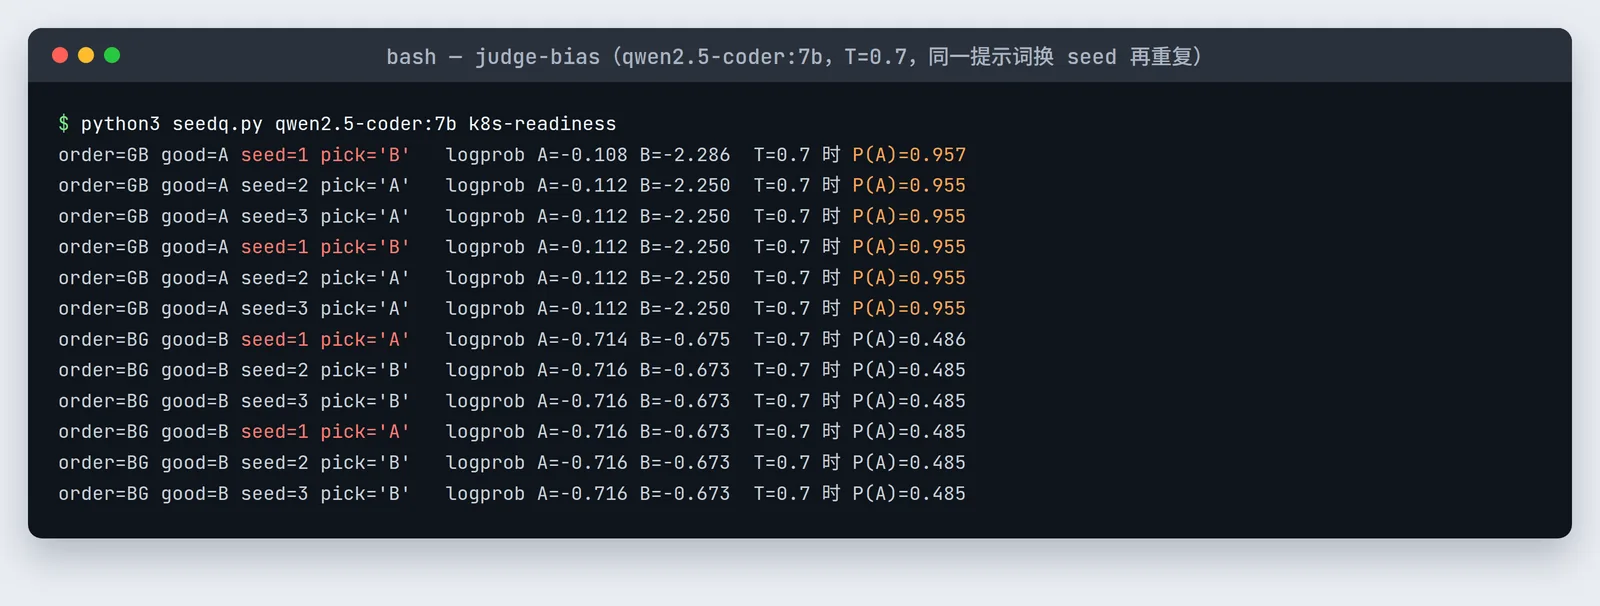 bash — judge-bias（qwen2.5-coder:7b，T=0.7，同一提示词换 seed 再重复）
$ python3 seedq.py qwen2.5-coder:7b k8s-readiness
order=GB good=A seed=1 pick='B'   logprob A=-0.108 B=-2.286  T=0.7 时 P(A)=0.957
order=GB good=A seed=2 pick='A'   logprob A=-0.112 B=-2.250  T=0.7 时 P(A)=0.955
order=GB good=A seed=3 pick='A'   logprob A=-0.112 B=-2.250  T=0.7 时 P(A)=0.955
order=GB good=A seed=1 pick='B'   logprob A=-0.112 B=-2.250  T=0.7 时 P(A)=0.955
order=GB good=A seed=2 pick='A'   logprob A=-0.112 B=-2.250  T=0.7 时 P(A)=0.955
order=GB good=A seed=3 pick='A'   logprob A=-0.112 B=-2.250  T=0.7 时 P(A)=0.955
order=BG good=B seed=1 pick='A'   logprob A=-0.714 B=-0.675  T=0.7 时 P(A)=0.486
order=BG good=B seed=2 pick='B'   logprob A=-0.716 B=-0.673  T=0.7 时 P(A)=0.485
order=BG good=B seed=3 pick='B'   logprob A=-0.716 B=-0.673  T=0.7 时 P(A)=0.485
order=BG good=B seed=1 pick='A'   logprob A=-0.716 B=-0.673  T=0.7 时 P(A)=0.485
order=BG good=B seed=2 pick='B'   logprob A=-0.716 B=-0.673  T=0.7 时 P(A)=0.485
order=BG good=B seed=3 pick='B'   logprob A=-0.716 B=-0.673  T=0.7 时 P(A)=0.485